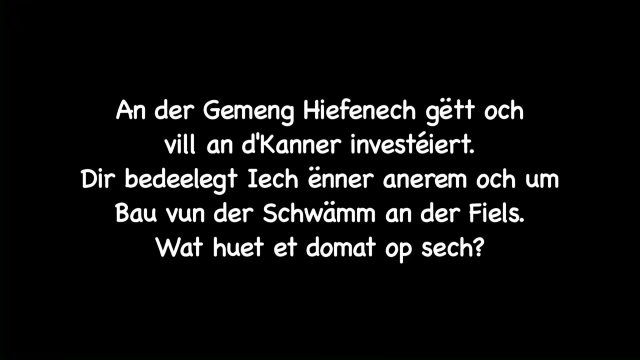 An der Gemeng Hiefenech gëtt och
vill an d'Kanner investéiert.
Dir bedeelegt Iech ënner anerem och um
Bau vun der Schwämm an der Fiels.
Wat huet et domat op sech?